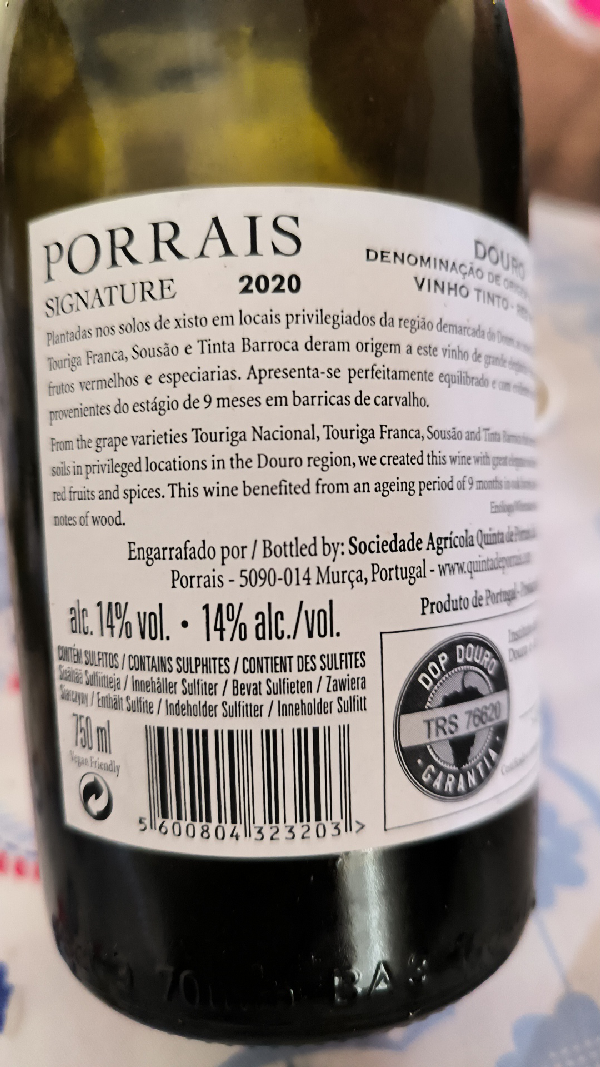 PORRAIS
SIGNATURE 2020
DOURO
DENOMINAÇÃO DE
VINHO TINTO -
Plantadas nos solos de xisto em locais privilegiados da região demarcada do
Touriga Franca, Sousão e Tinta Barroca deram origem a este vinho de grande
frutos vermelhos e especiarias. Apresenta-se perfeitamente equilibrado e com
provenientes do estágio de 9 meses em barricas de carvalho.
From the grape varieties Touriga Nacional, Touriga Franca, Sousão and Tinta
soils in privileged locations in the Douro region, we created this wine with great
red fruits and spices. This wine benefited from an ageing period of 9 months in
notes of wood.
Engarrafado por / Bottled by: Sociedade Agrícola Quinta de
Porrais - 5090-014 Murça, Portugal - www.quintadeporrais
Produto de Portugal -
alc. 14% vol. • 14% alc./vol.
CONTÉM SULFITOS / CONTAINS SULPHITES / CONTIENT DES SULFITES
Sisältää Sulfiitteja / Innehåller Sulfiter / Bevat Sulfieten / Zawiera
Siarczyny / Enthält Sulfite / Indeholder Sulfitter / Inneholder Sulfitt
750 ml
Vegan Friendly
5 600804 323203 >
DOP DOURO
TRS 76620
• GARANTIA •